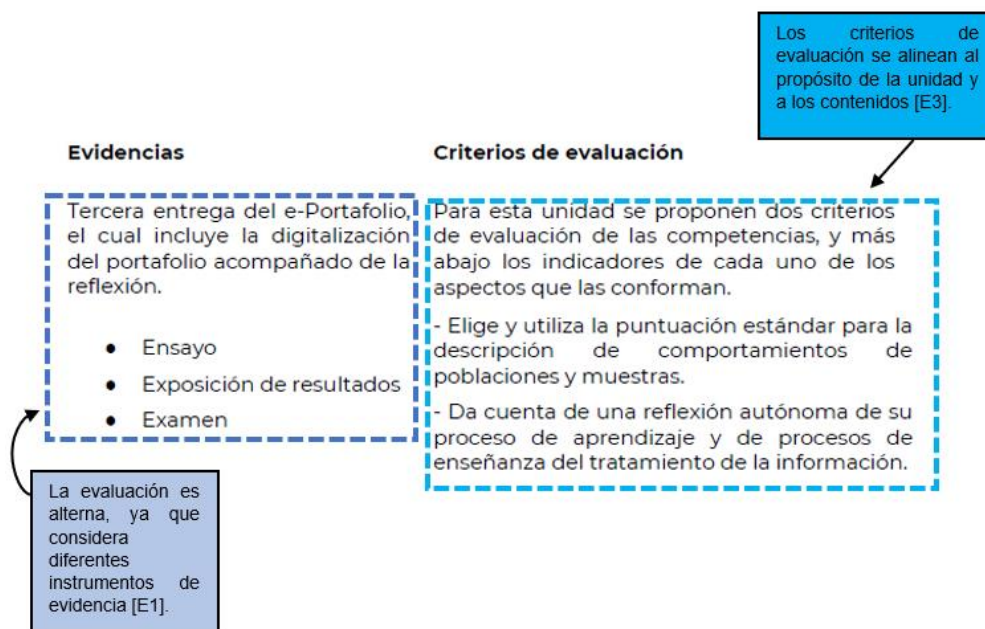 Los criterios de
evaluación se alinean al
propósito de la unidad y
a los contenidos [E3].
Evidencias
Tercera entrega del e-Portafolio,
el cual incluye la digitalización
del portafolio acompañado de la
reflexión.
● Ensayo
● Exposición de resultados
● Examen
Criterios de evaluación
Para esta unidad se proponen dos criterios
de evaluación de las competencias, y más
abajo los indicadores de cada uno de los
aspectos que las conforman.
- Elige y utiliza la puntuación estándar para la
descripción de comportamientos de
poblaciones y muestras.
- Da cuenta de una reflexión autónoma de su
proceso de aprendizaje y de procesos de
enseñanza del tratamiento de la información.
La evaluación es
alterna, ya que
considera
diferentes
instrumentos de
evidencia [E1].